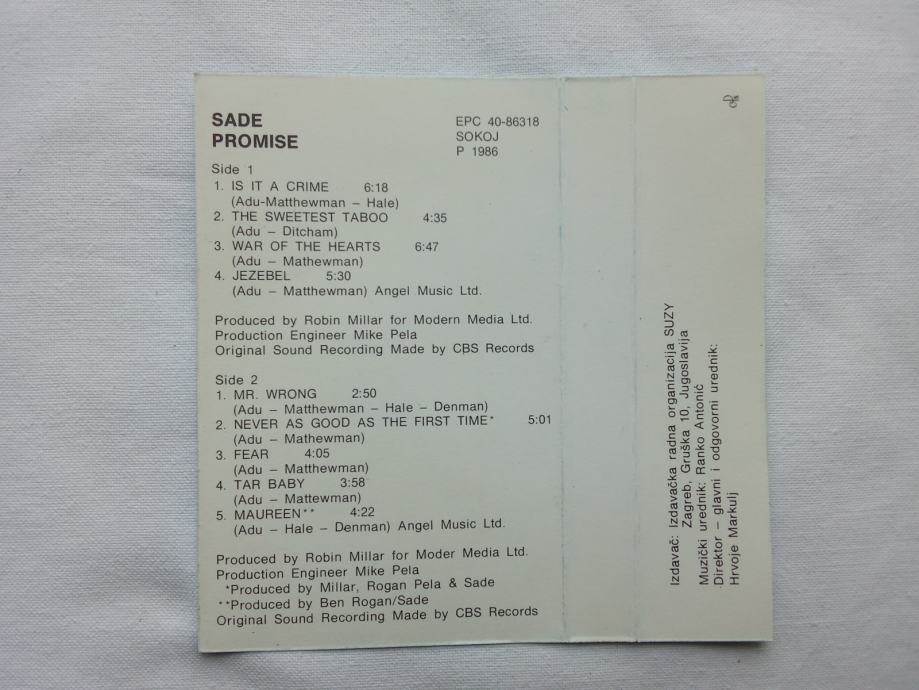 SADE
PROMISE
EPC 40-86318
SOKOJ
P 1986
Side 1
1. IS IT A CRIME 6:18
(Adu-Matthewman – Hale)
2. THE SWEETEST TABOO 4:35
(Adu – Ditcham)
3. WAR OF THE HEARTS 6:47
(Adu – Mathewman)
4. JEZEBEL 5:30
(Adu – Matthewman) Angel Music Ltd.
Produced by Robin Millar for Modern Media Ltd.
Production Engineer Mike Pela
Original Sound Recording Made by CBS Records
Side 2
1. MR. WRONG 2:50
(Adu – Matthewman – Hale – Denman)
2. NEVER AS GOOD AS THE FIRST TIME* 5:01
(Adu – Mathewman)
3. FEAR 4:05
(Adu – Matthewman)
4. TAR BABY 3:58
(Adu – Mattewman)
5. MAUREEN** 4:22
(Adu – Hale – Denman) Angel Music Ltd.
Produced by Robin Millar for Moder Media Ltd.
Production Engineer Mike Pela
*Produced by Millar, Rogan Pela & Sade
**Produced by Ben Rogan/Sade
Original Sound Recording Made by CBS Records
Izdavač: Izdavačka radna organizacija SUZY
Zagreb, Gruška 10, Jugoslavija
Muzički urednik: Ranko Antonić
Direktor – glavni i odgovorni urednik:
Hrvoje Markulj